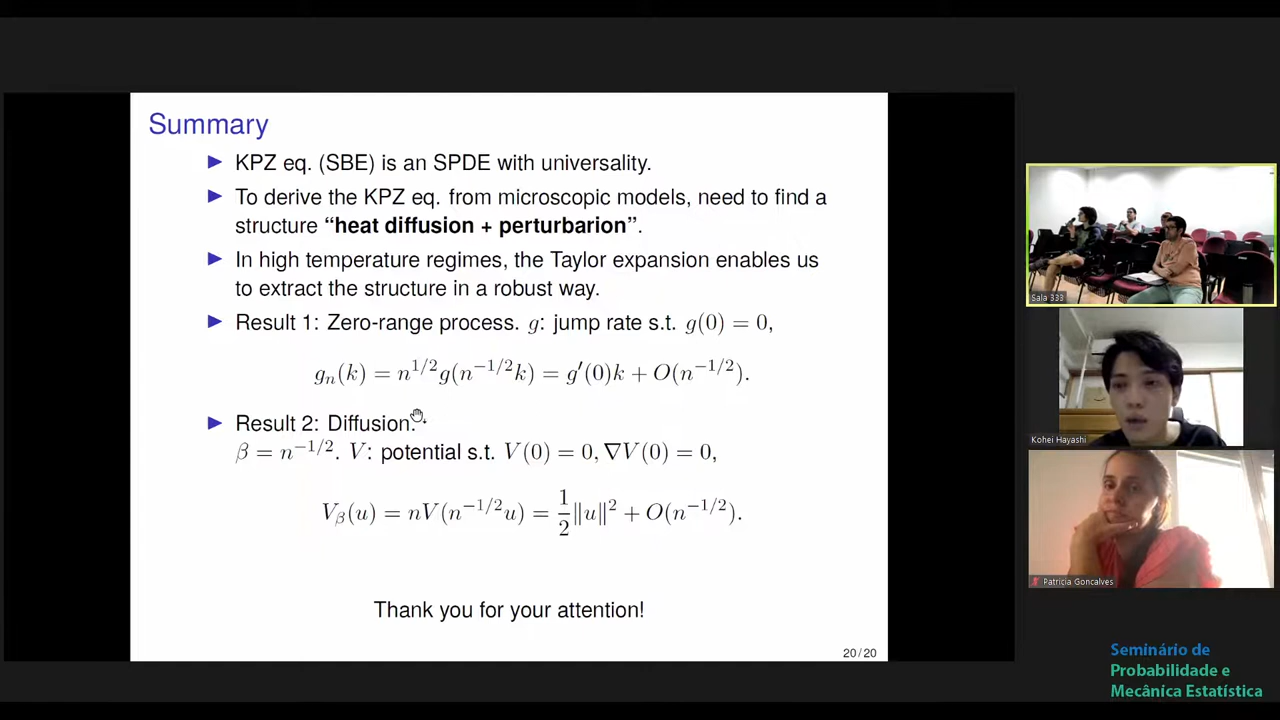 Summary
▶ KPZ eq. (SBE) is an SPDE with universality.
▶ To derive the KPZ eq. from microscopic models, need to find a
structure “heat diffusion + perturbarion”.
▶ In high temperature regimes, the Taylor expansion enables us
to extract the structure in a robust way.
▶ Result 1: Zero-range process. g: jump rate s.t. g(0) = 0,
gₙ(k) = n^{1/2}g(n^{−1/2}k) = g′(0)k + O(n^{−1/2}).
▶ Result 2: Diffusion.
β = n^{−1/2}. V: potential s.t. V(0) = 0, ∇V(0) = 0,
V_β(u) = nV(n^{−1/2}u) = \frac{1}{2}‖u‖² + O(n^{−1/2}).
Thank you for your attention!
20/20
Sala 333
Kohei Hayashi
Patricia Goncalves
Seminário de
Probabilidade e
Mecânica Estatística